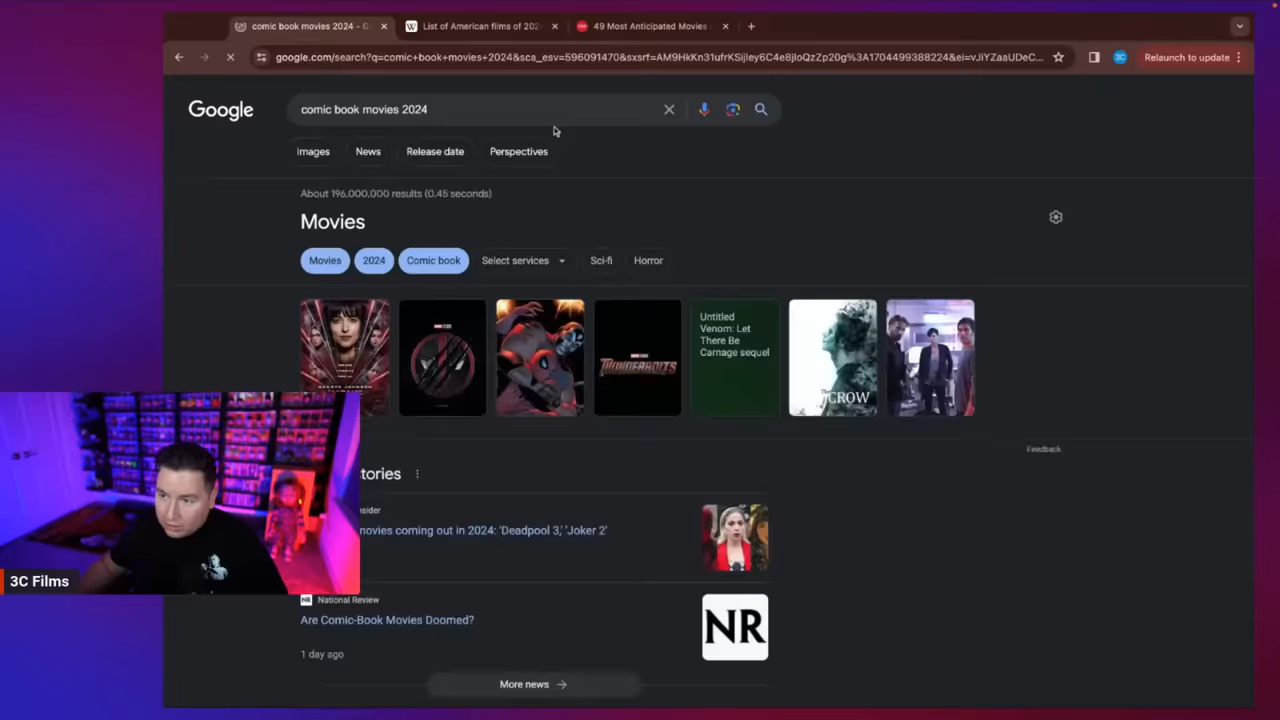 comic book movies 2024 - G
List of American films of 202
49 Most Anticipated Movies
google.com/search?q=comic+book+movies+2024&sca_esv=596091470&sxsrf=AM9HkKn31ufrKSijley6C4e8jloQzZp20g%3A1704499388224&ei=vJiYZaaUDeC...
3C
Relaunch to update
Google
comic book movies 2024
Images
News
Release date
Perspectives
About 196,000,000 results (0.45 seconds)
Movies
Movies
2024
Comic book
Select services
Sci-fi
Horror
THUNDERBOLTS
Untitled
Venom: Let
There Be
Carnage sequel
CROW
Feedback
tories
sider
movies coming out in 2024: 'Deadpool 3,' 'Joker 2'
3C Films
NR National Review
Are Comic-Book Movies Doomed?
NR
1 day ago
More news →